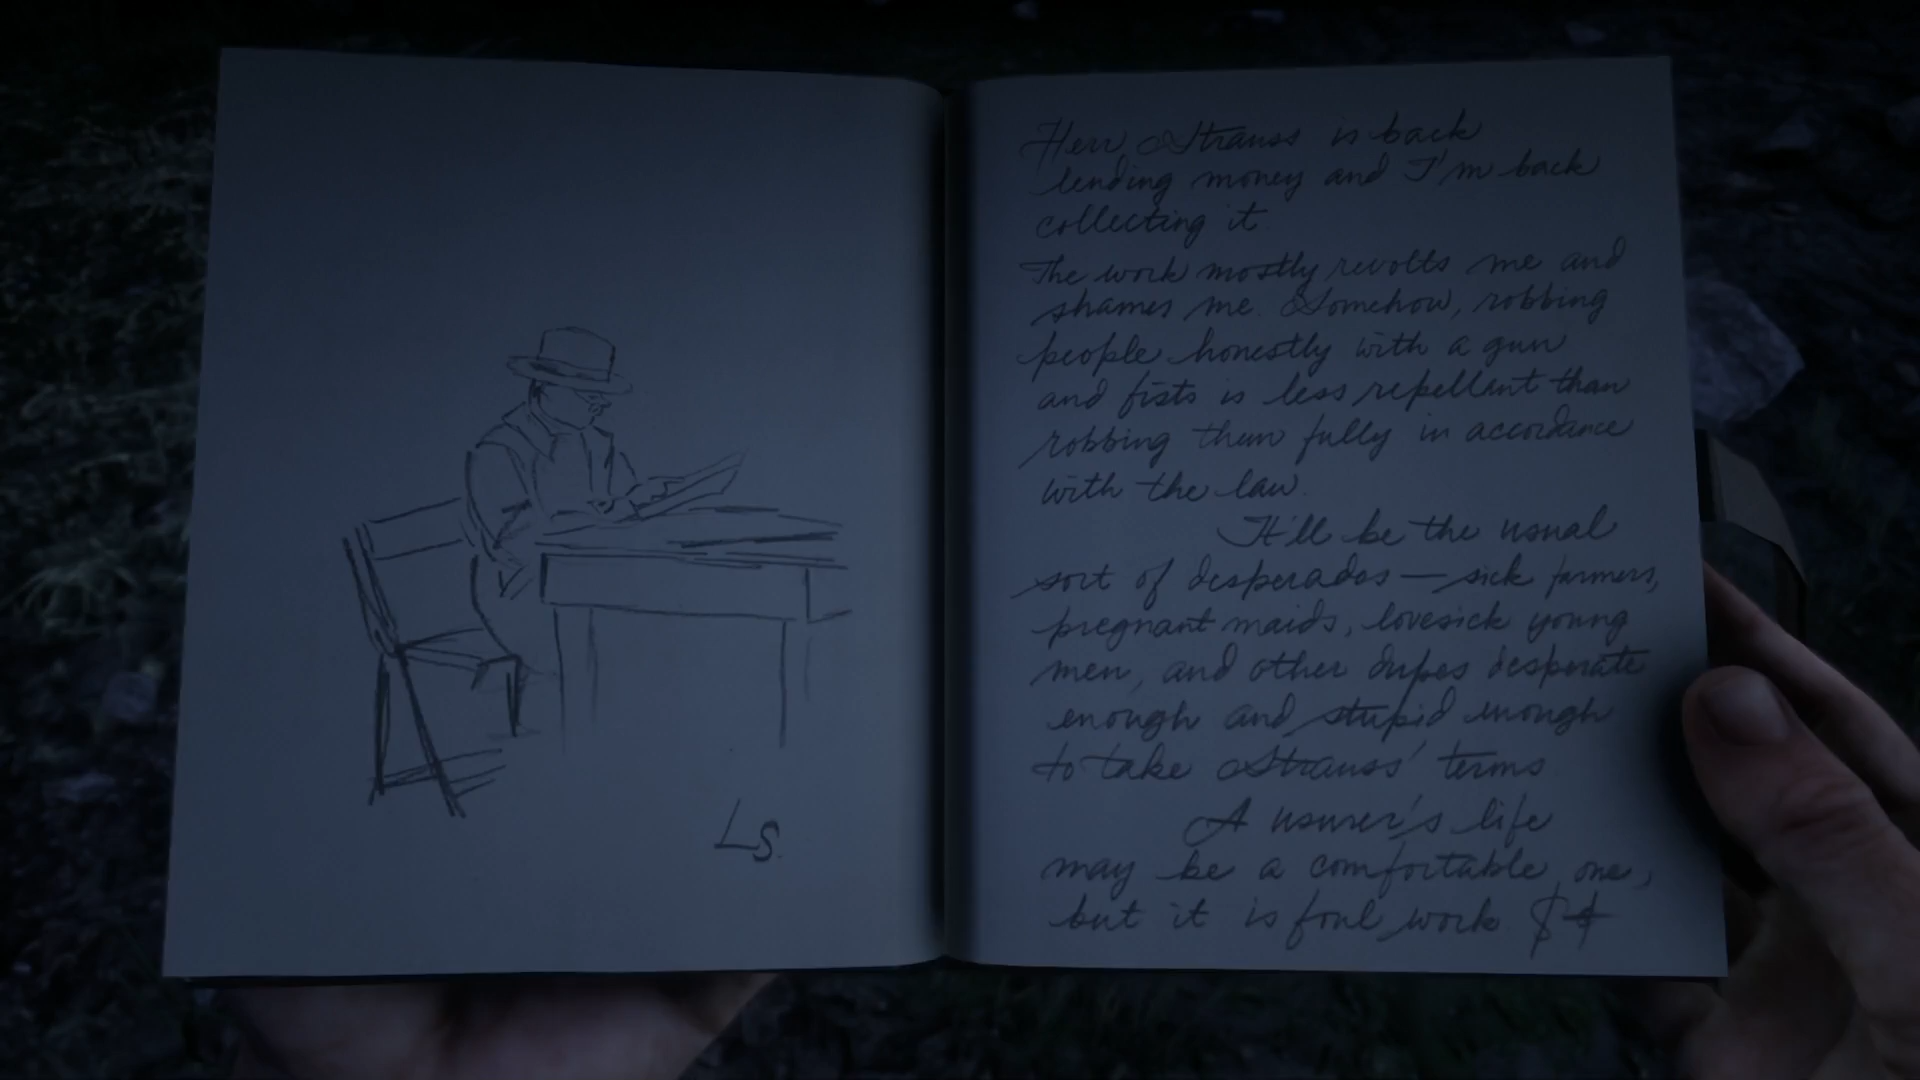 Ls.
Herr Strauss is back
lending money and I'm back
collecting it.
The work mostly revolts me and
shames me. Somehow, robbing
people honestly with a gun
and fists is less repellant than
robbing them fully in accordance
with the law.
It'll be the usual
sort of desperados — sick farmers,
pregnant maids, lovesick young
men, and other dupes desperate
enough and stupid enough
to take Strauss' terms
A usurer's life
may be a comfortable one,
but it is foul work $$